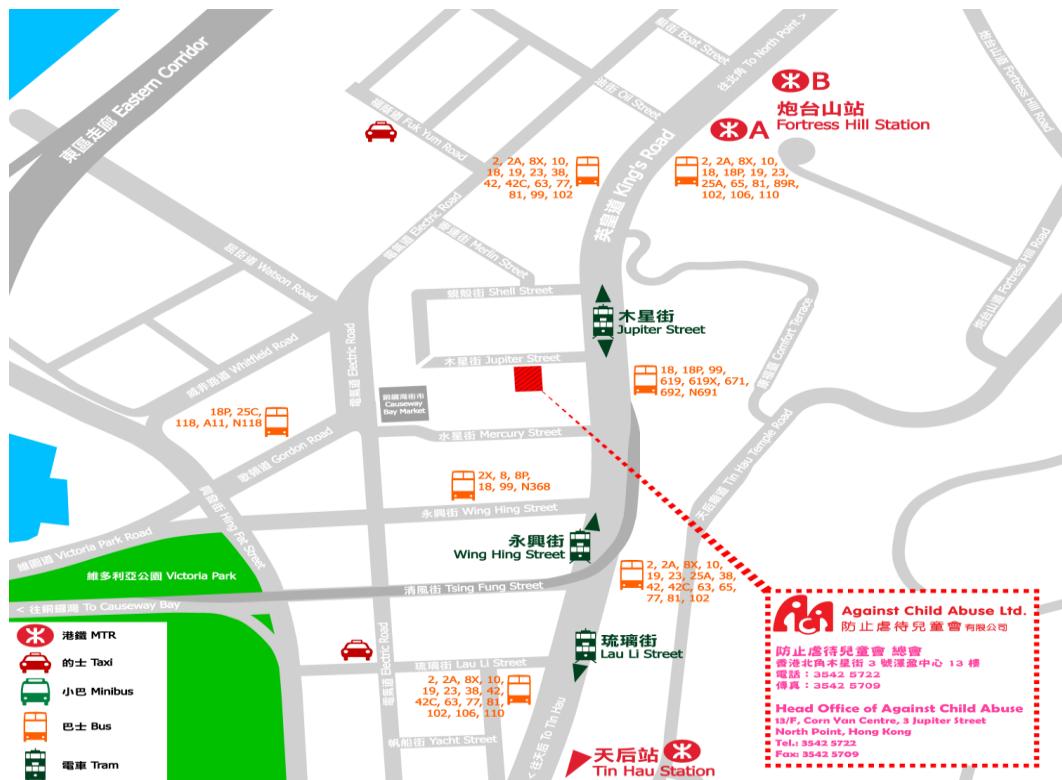 東區走廊 Eastern Corridor
船街 Boat Street
往北角 To North Point >
油街 Oil Street
福蔭道 Fuk Yum Road
B
炮台山站
Fortress Hill Station
A
炮台山道 Fortress Hill Road
2, 2A, 8X, 10,
18, 19, 23, 38,
42, 42C, 63, 77,
81, 99, 102
2, 2A, 8X, 10,
18, 18P, 19, 23,
25A, 65, 81, 89R,
102, 106, 110
英皇道 King's Road
電氣道 Electric Road
Merlin Street
屈臣道 Watson Road
蜆殼街 Shell Street
炮台山道 Fortress Hill Road
木星街
Jupiter Street
景麗苑 Comfort Terrace
威非路道 Whitfield Road
電氣道 Electric Road
木星街 Jupiter Street
18, 18P, 99,
619, 619X, 671,
692, N691
銅鑼灣街市
Causeway
Bay Market
18P, 25C,
118, A11, N118
水星街 Mercury Street
歌頓道 Gordon Road
天后廟道 Tin Hau Temple Road
2X, 8, 8P,
18, 99, N368
興發街 Hing Fat Street
永興街 Wing Hing Street
維園道 Victoria Park Road
永興街
Wing Hing Street
維多利亞公園 Victoria Park
清風街 Tsing Fung Street
2, 2A, 8X, 10,
19, 23, 25A, 38,
42, 42C, 63, 65,
77, 81, 102
< 往銅鑼灣 To Causeway Bay
港鐵 MTR
的士 Taxi
小巴 Minibus
巴士 Bus
電車 Tram
電氣道 Electric Road
琉璃街
Lau Li Street
琉璃街 Lau Li Street
2, 2A, 8X, 10,
19, 23, 38, 42,
42C, 63, 77, 81,
102, 106, 110
帆船街 Yacht Street
< 往天后 To Tin Hau
天后站
Tin Hau Station
ACA
Against Child Abuse Ltd.
防止虐待兒童會 有限公司
防止虐待兒童會 總會
香港北角木星街 3 號澤盈中心 13 樓
電話 : 3542 5722
傳真 : 3542 5709
Head Office of Against Child Abuse
13/F, Corn Yan Centre, 3 Jupiter Street
North Point, Hong Kong
Tel.: 3542 5722
Fax: 3542 5709